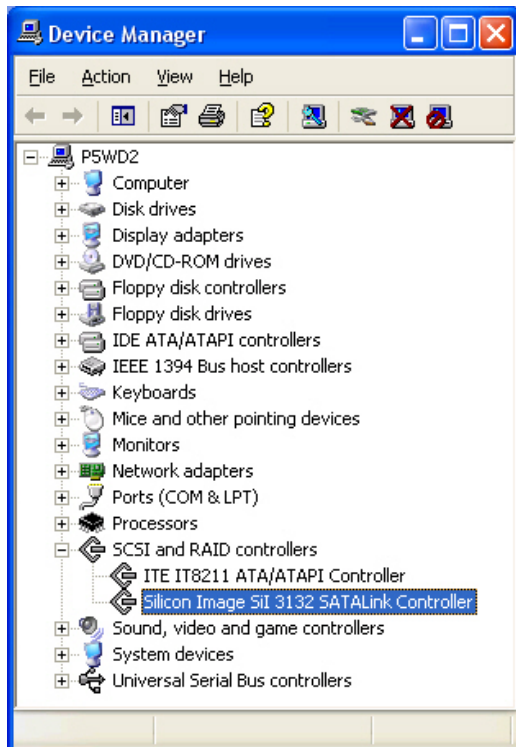 Device Manager
File Action View Help
P5WD2
Computer
Disk drives
Display adapters
DVD/CD-ROM drives
Floppy disk controllers
Floppy disk drives
IDE ATA/ATAPI controllers
IEEE 1394 Bus host controllers
Keyboards
Mice and other pointing devices
Monitors
Network adapters
Ports (COM & LPT)
Processors
SCSI and RAID controllers
ITE IT8211 ATA/ATAPI Controller
Silicon Image SiI 3132 SATALink Controller
Sound, video and game controllers
System devices
Universal Serial Bus controllers